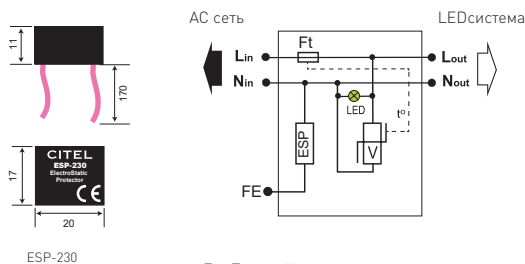 11
170
CITEL
ESP-230
ElectroStatic
Protector
CE
17
20
ESP-230
AC сеть
LEDсистема
Ft
Lin
Lout
Nin
Nout
LED
t°
ESP
V
FE